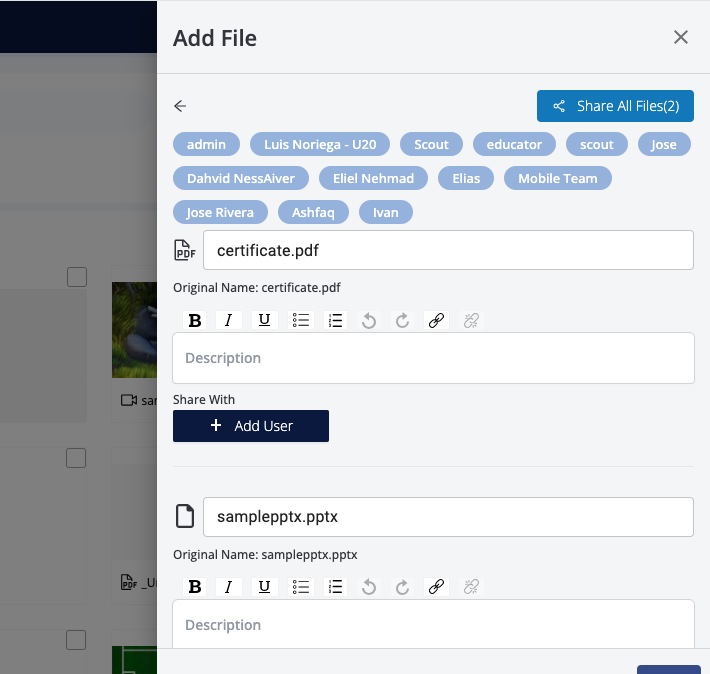 Add File
Share All Files(2)
admin Luis Noriega - U20 Scout educator scout Jose
Dahvid NessAiver Eliel Nehmad Elias Mobile Team
Jose Rivera Ashfaq Ivan
PDF certificate.pdf
Original Name: certificate.pdf
B I U
Description
Share With
+ Add User
samplepptx.pptx
Original Name: samplepptx.pptx
B I U
Description
sar
PDF _Ur